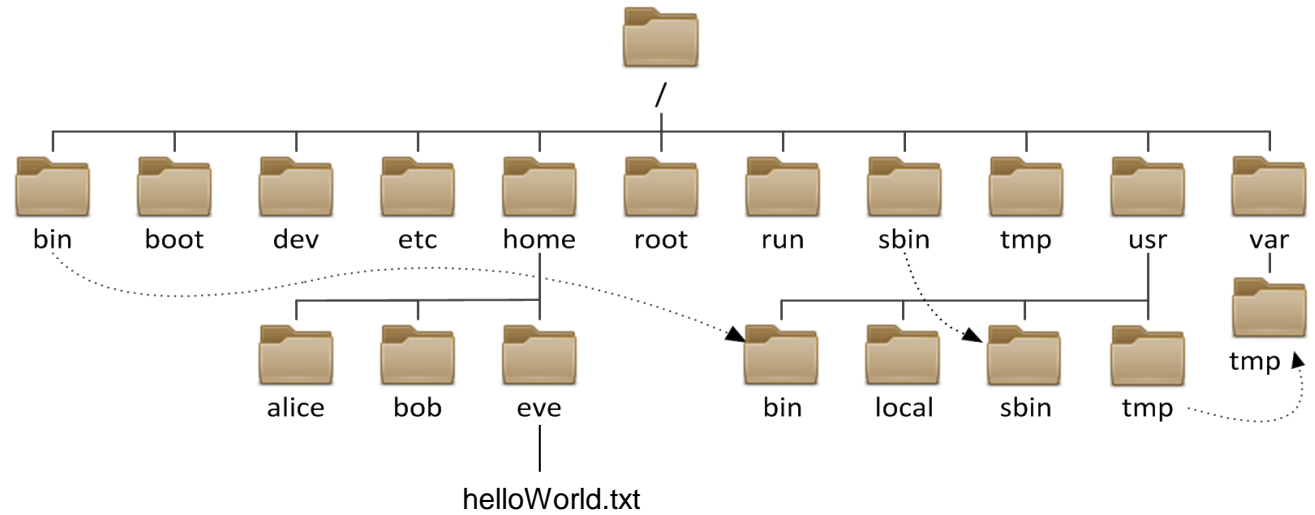 /
bin boot dev etc home root run sbin tmp usr var
tmp
alice bob eve bin local sbin tmp
helloWorld.txt